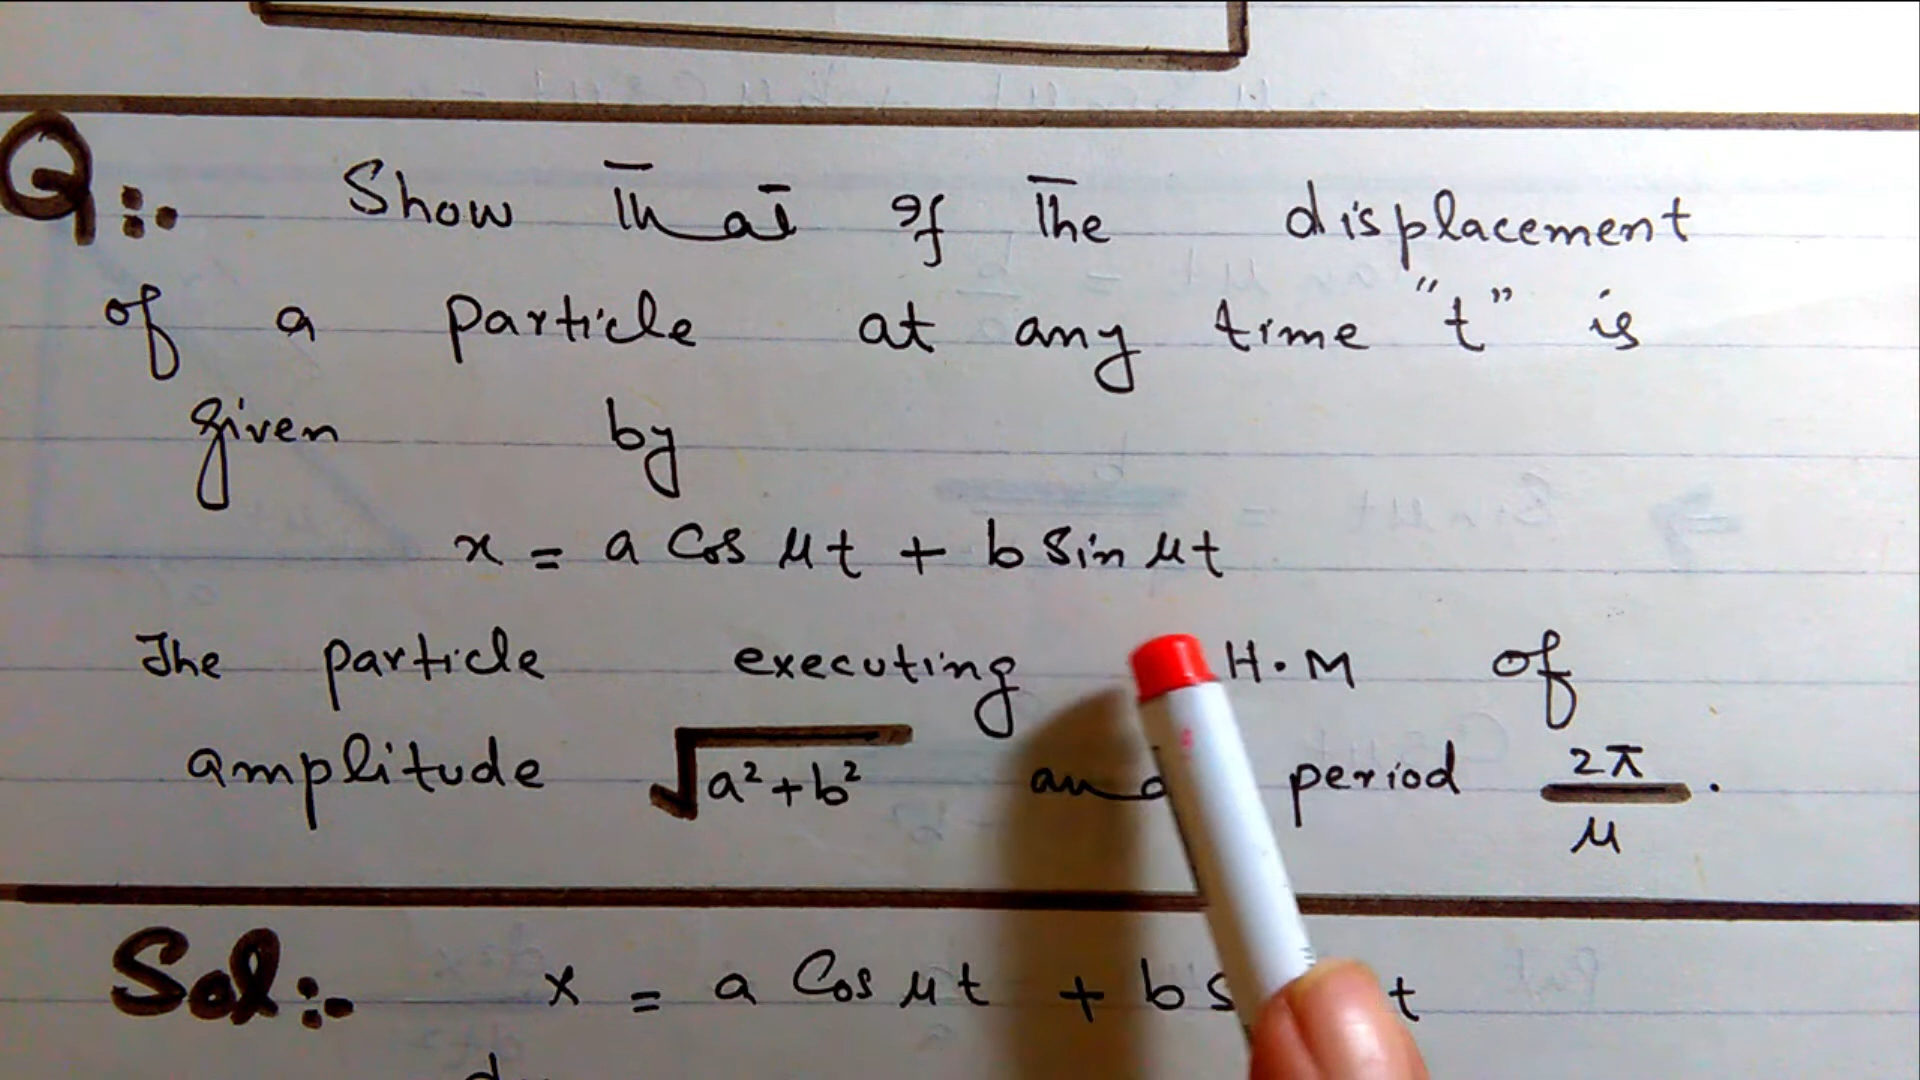 Q:. Show That If The displacement
of a particle at any time "t" is
given by
x = a Cos μt + b Sin μt
The particle executing H.M of
amplitude √a²+b² and period 2π/μ.
Sol:. x = a Cos μt + b t